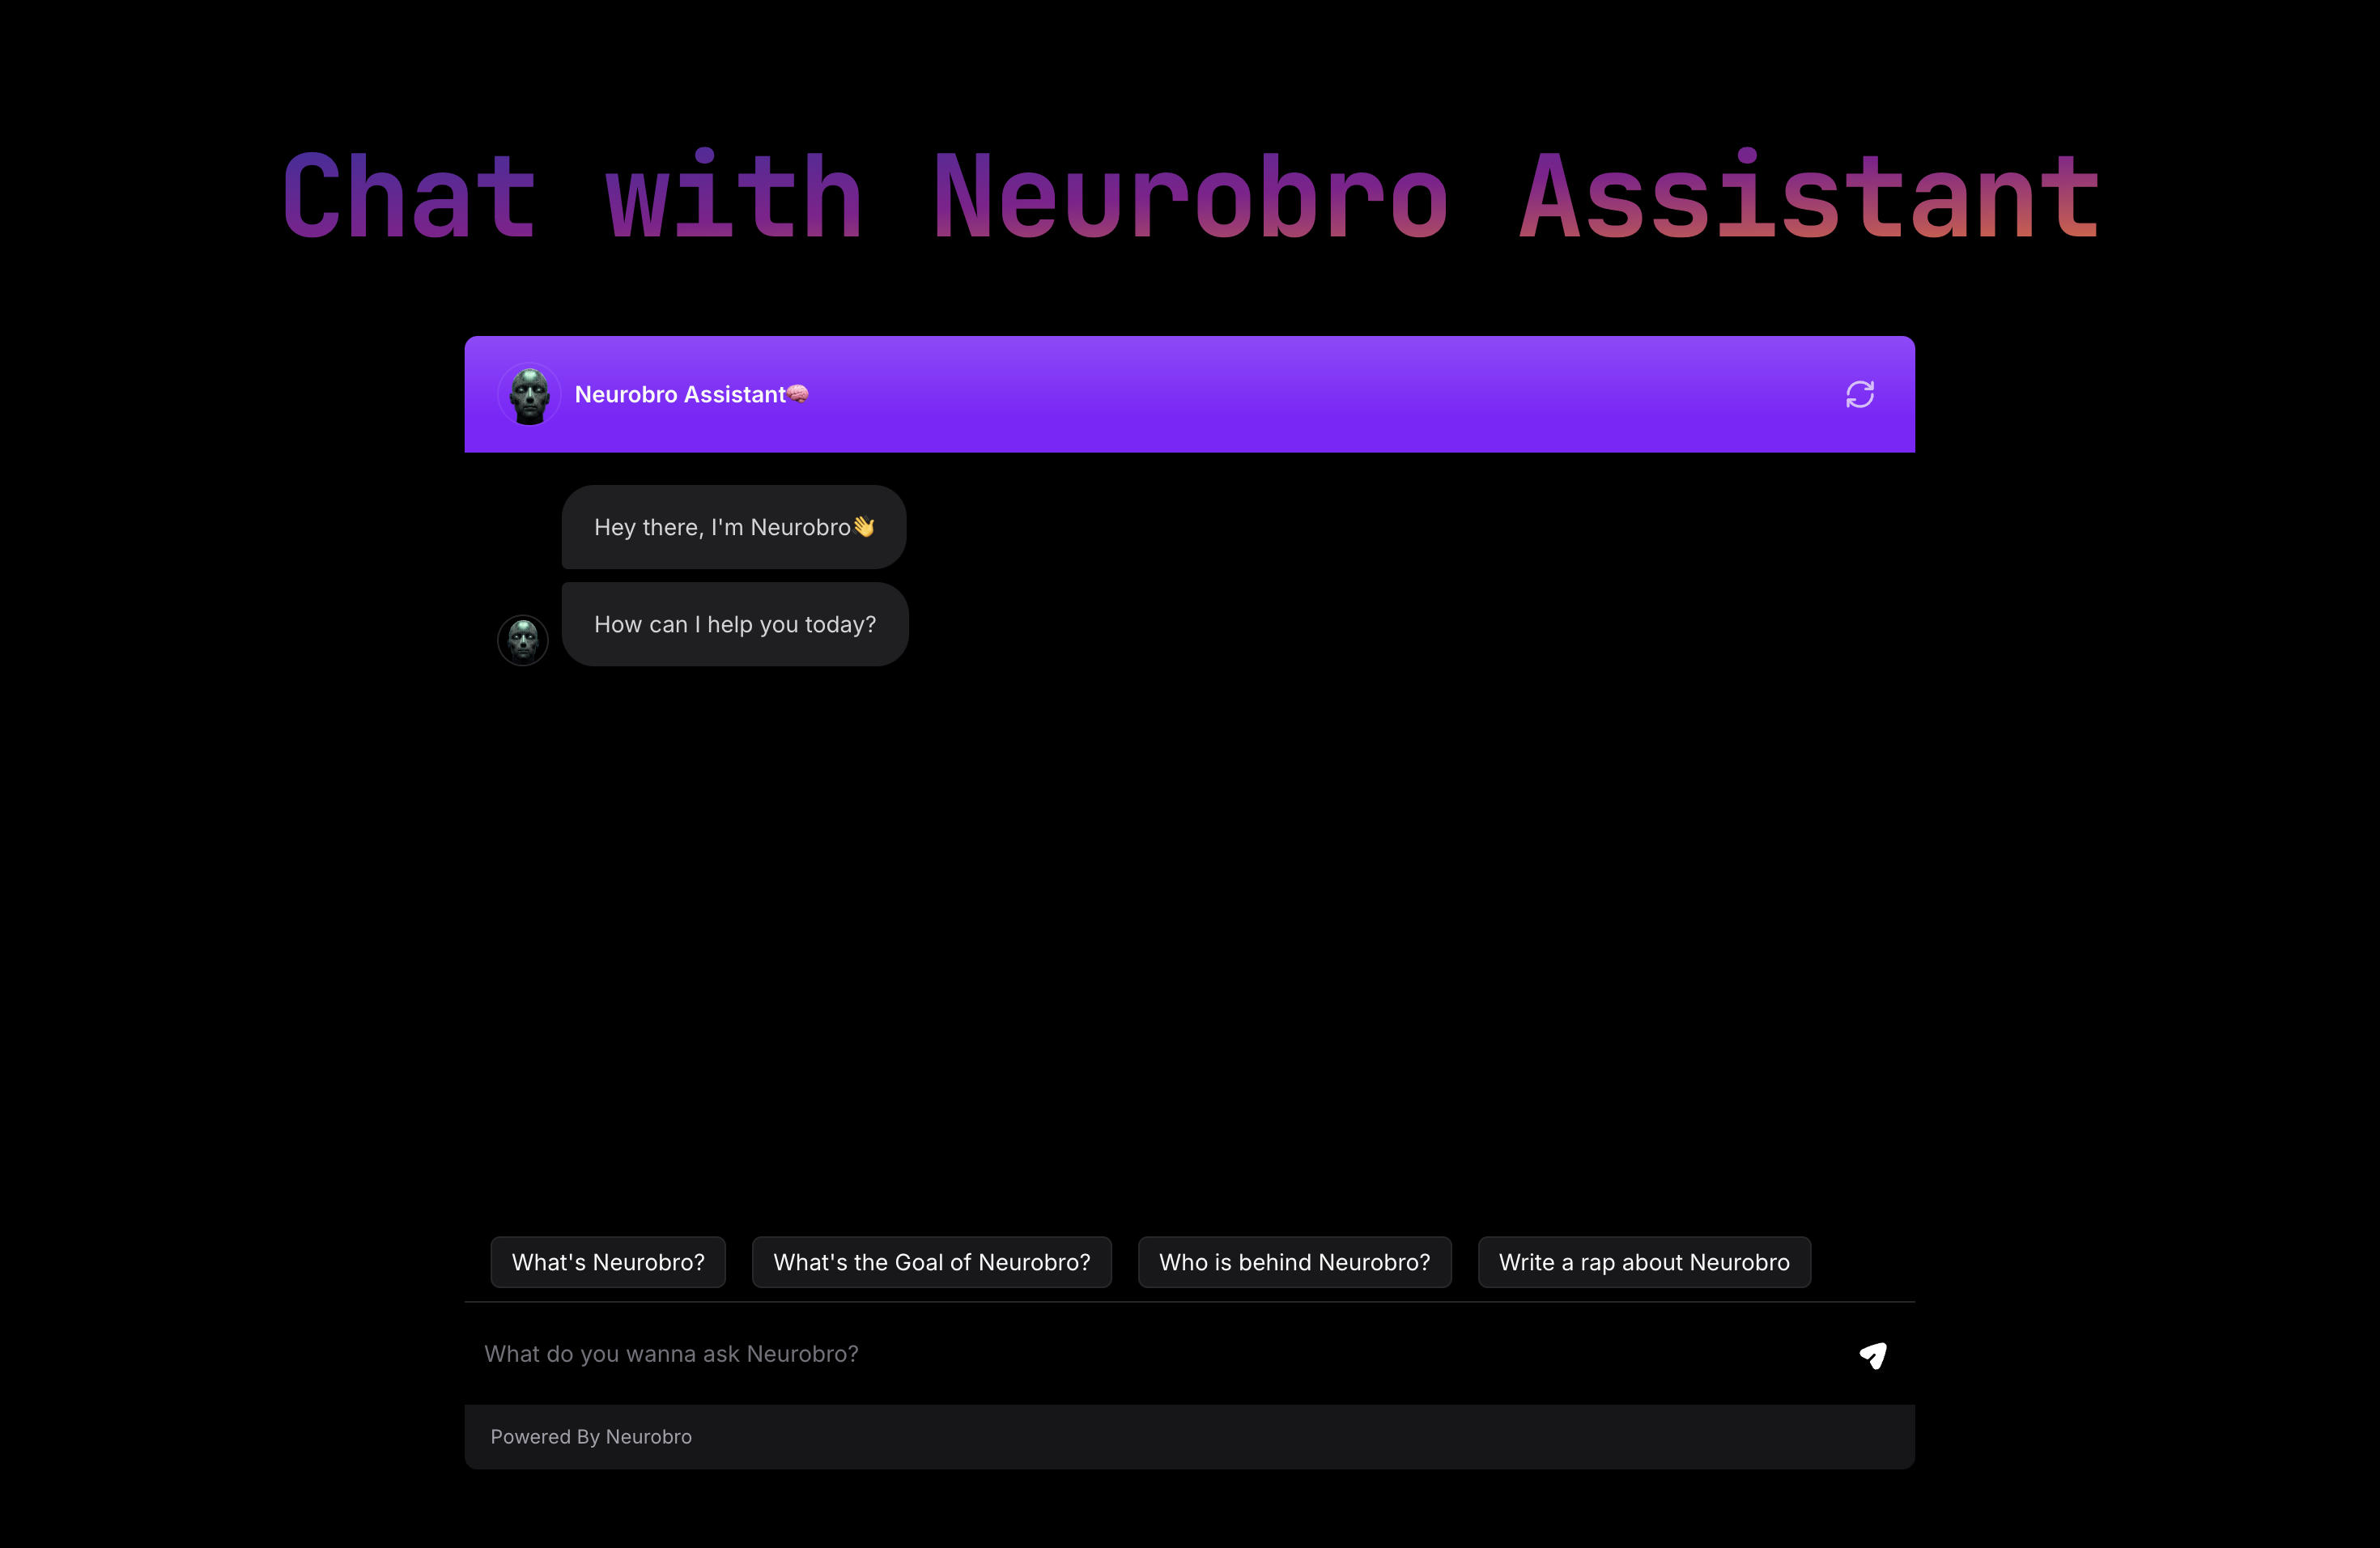 Chat with Neurobro Assistant
Neurobro Assistant🧠
Hey there, I'm Neurobro👋
How can I help you today?
What's Neurobro?
What's the Goal of Neurobro?
Who is behind Neurobro?
Write a rap about Neurobro
What do you wanna ask Neurobro?
Powered By Neurobro